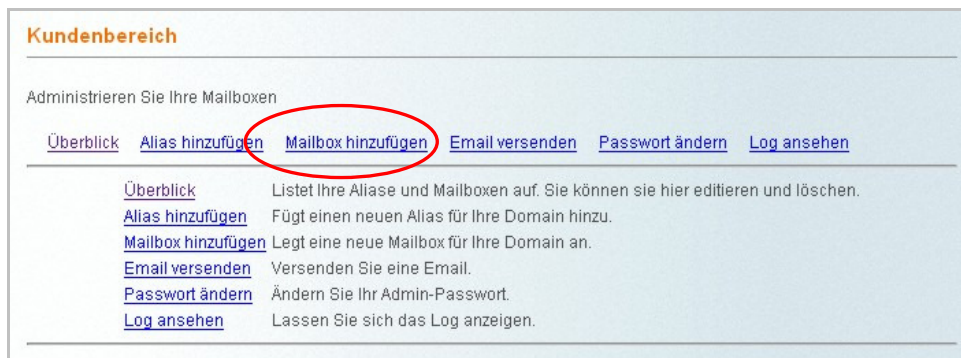 Kundenbereich
Administrieren Sie Ihre Mailboxen
Überblick Alias hinzufügen Mailbox hinzufügen Email versenden Passwort ändern Log ansehen
Überblick Listet Ihre Aliase und Mailboxen auf. Sie können sie hier editieren und löschen.
Alias hinzufügen Fügt einen neuen Alias für Ihre Domain hinzu.
Mailbox hinzufügen Legt eine neue Mailbox für Ihre Domain an.
Email versenden Versenden Sie eine Email.
Passwort ändern Ändern Sie Ihr Admin-Passwort.
Log ansehen Lassen Sie sich das Log anzeigen.